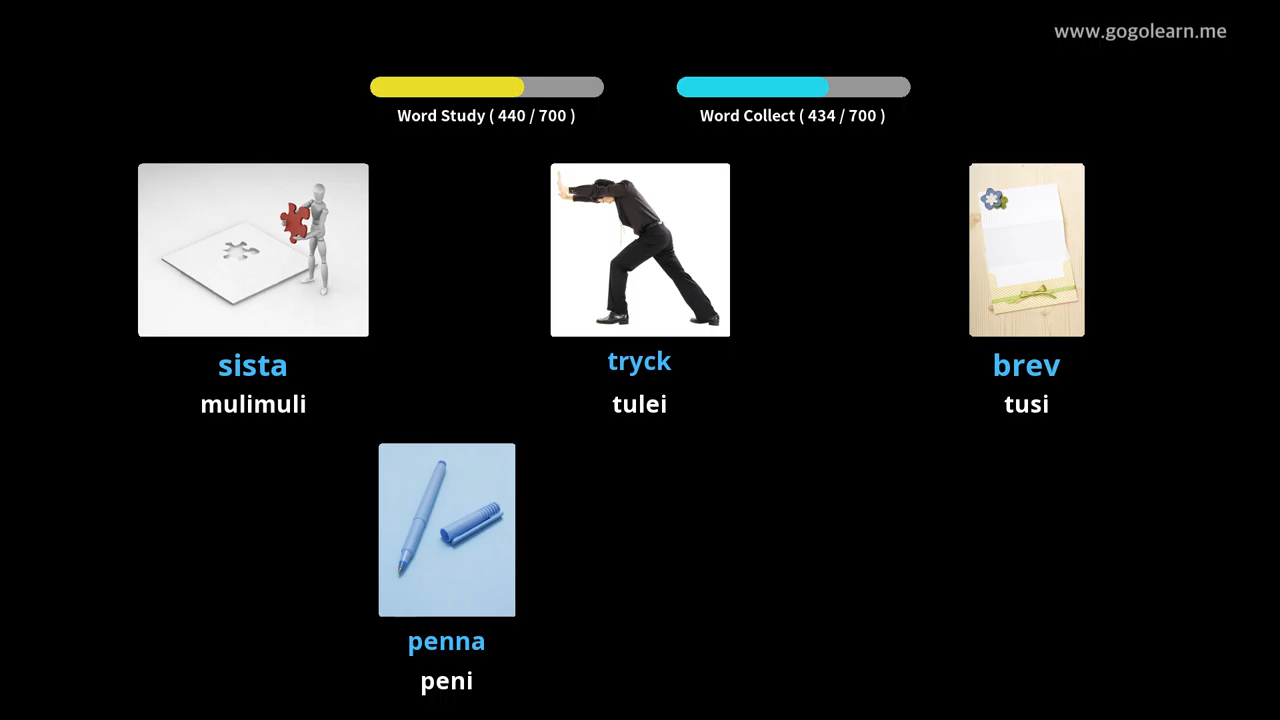 www.gogolearn.me
Word Study ( 440 / 700 )
Word Collect ( 434 / 700 )
sista
mulimuli
tryck
tulei
brev
tusi
penna
peni